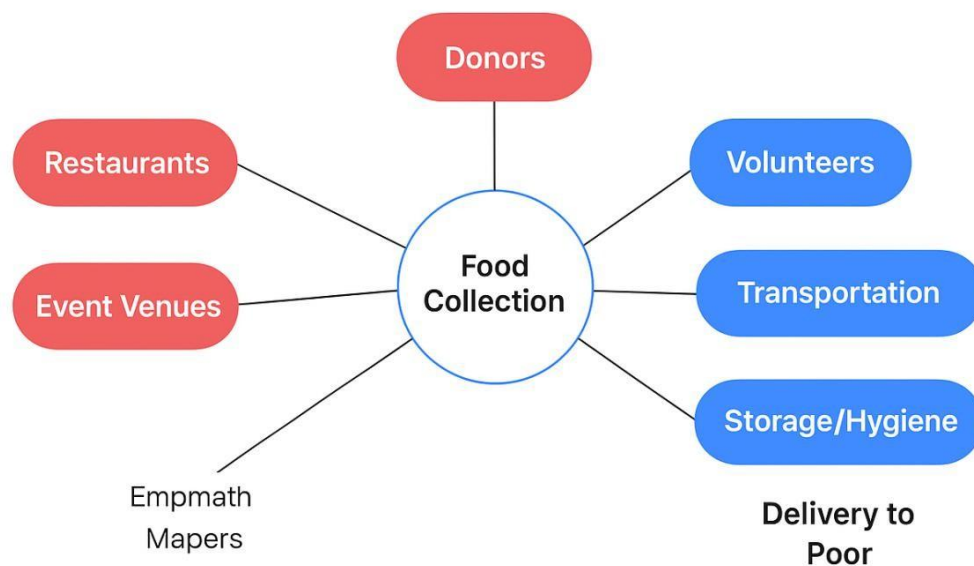 Donors
Restaurants
Volunteers
Food
Collection
Event Venues
Transportation
Storage/Hygiene
Empmath
Mapers
Delivery to
Poor